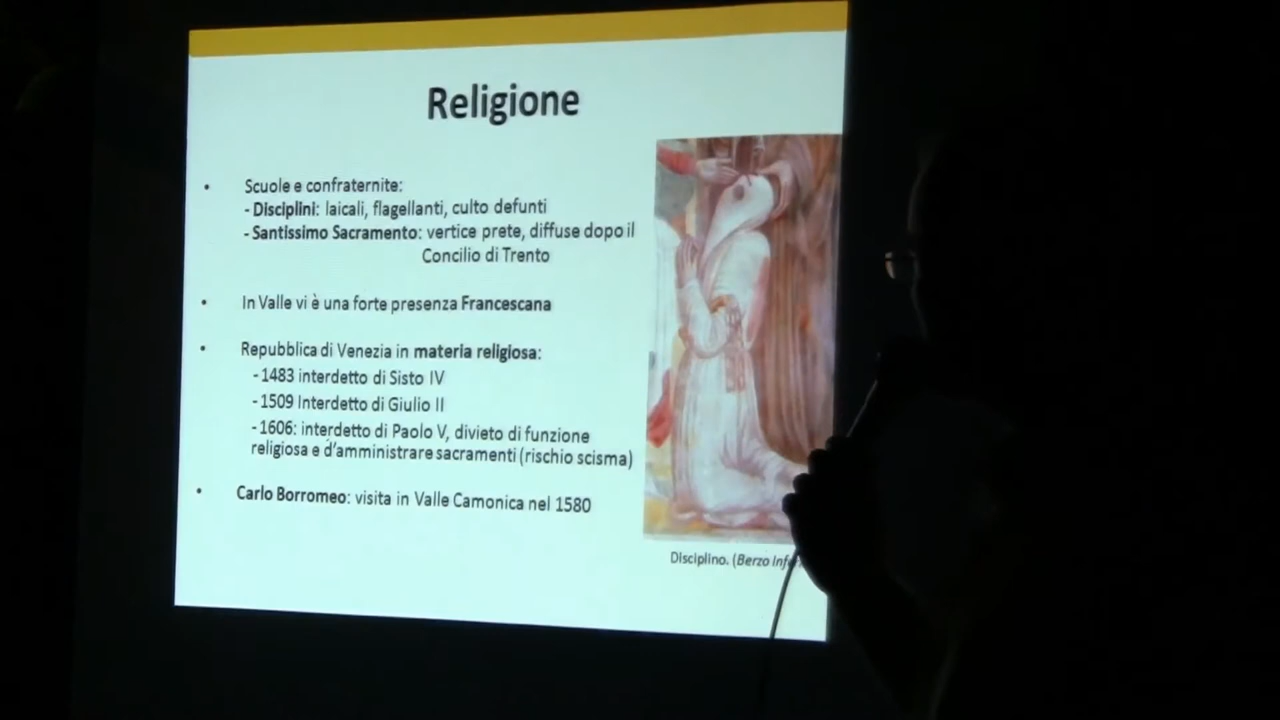 Religione
• Scuole e confraternite:
- Disciplini: laicali, flagellanti, culto defunti
- Santissimo Sacramento: vertice prete, diffuse dopo il
Concilio di Trento
• In Valle vi è una forte presenza Francescana
• Repubblica di Venezia in materia religiosa:
- 1483 interdetto di Sisto IV
- 1509 Interdetto di Giulio II
- 1606: interdetto di Paolo V, divieto di funzione
religiosa e d'amministrare sacramenti (rischio scisma)
• Carlo Borromeo: visita in Valle Camonica nel 1580
Disciplino. (Berzo